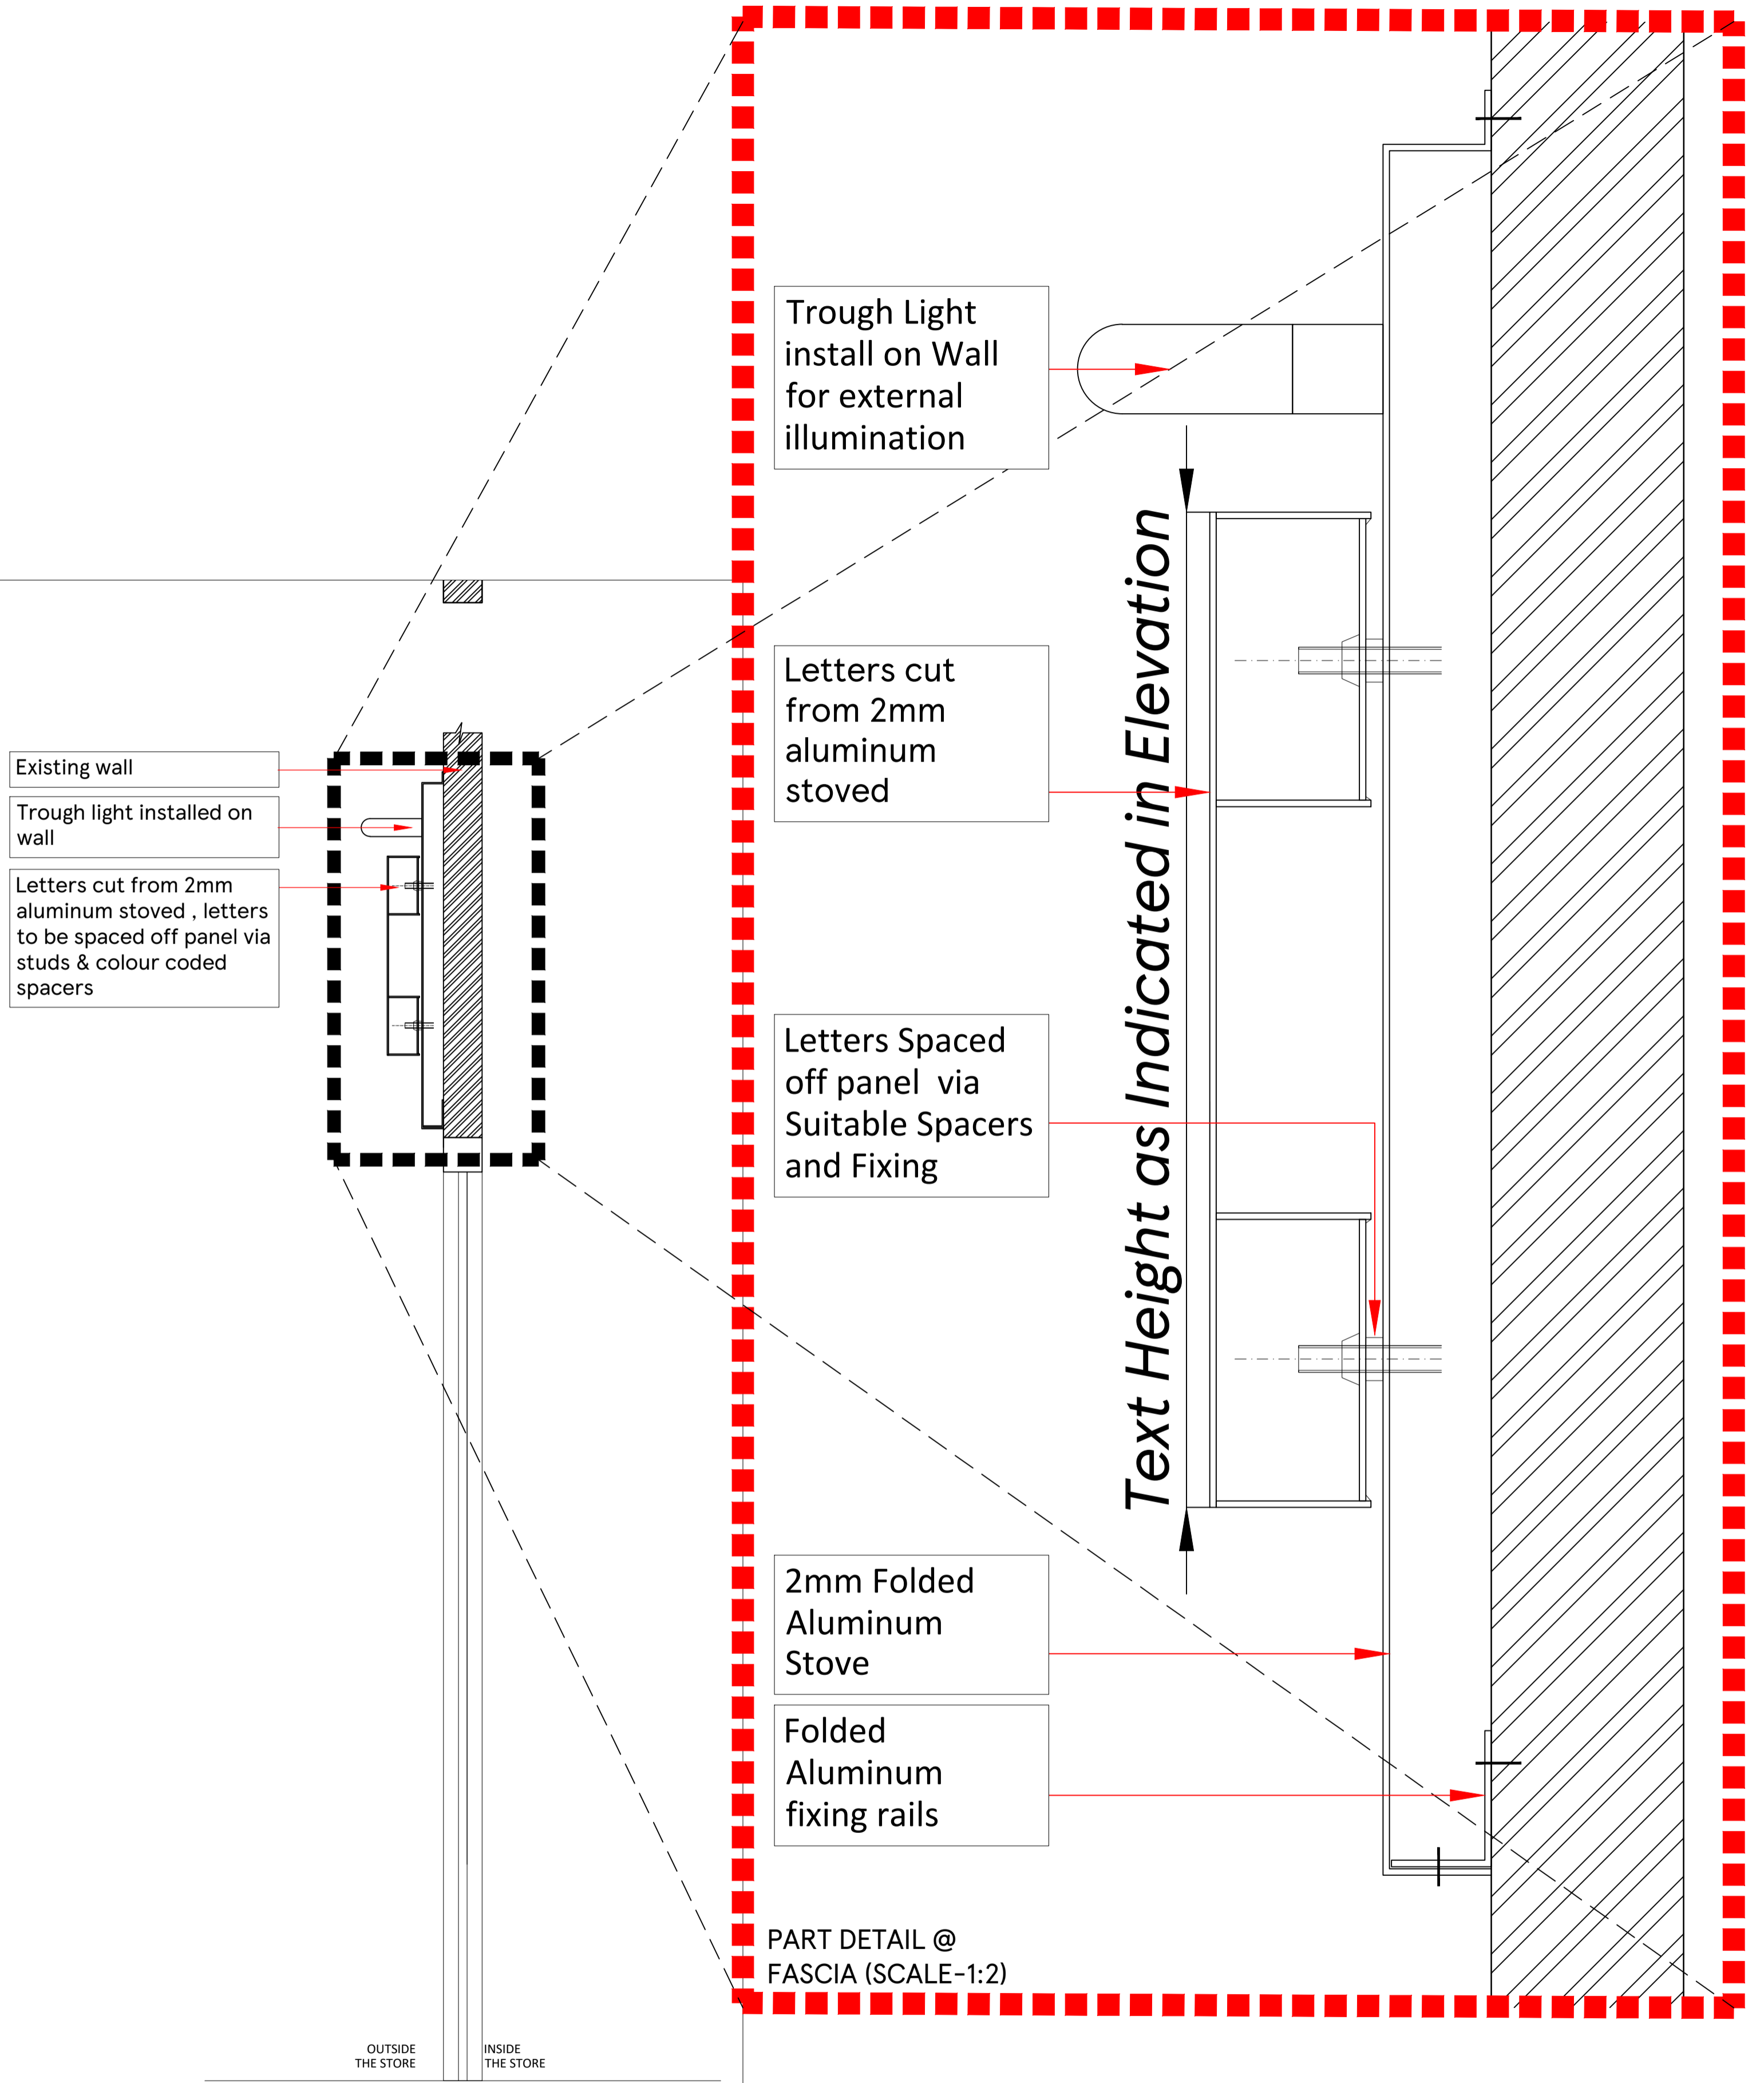 Existing wall
Trough light installed on
wall
Letters cut from 2mm
aluminum stoved , letters
to be spaced off panel via
studs & colour coded
spacers
OUTSIDE
THE STORE
INSIDE
THE STORE
Trough Light
install on Wall
for external
illumination
Letters cut
from 2mm
aluminum
stoved
Text Height as Indicated in Elevation
Letters Spaced
off panel via
Suitable Spacers
and Fixing
2mm Folded
Aluminum
Stove
Folded
Aluminum
fixing rails
PART DETAIL @
FASCIA (SCALE-1:2)